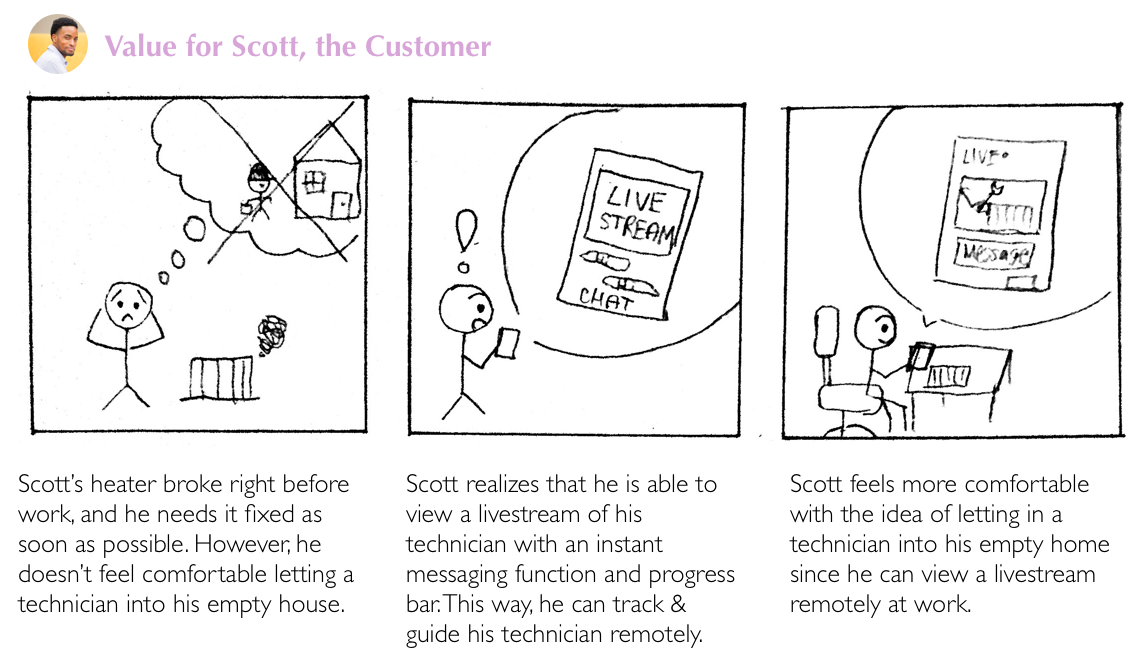 Value for Scott, the Customer
LIVE
STREAM
CHAT
LIVE
Message
Scott's heater broke right before
work, and he needs it fixed as
soon as possible. However, he
doesn't feel comfortable letting a
technician into his empty house.
Scott realizes that he is able to
view a livestream of his
technician with an instant
messaging function and progress
bar. This way, he can track &
guide his technician remotely.
Scott feels more comfortable
with the idea of letting in a
technician into his empty home
since he can view a livestream
remotely at work.